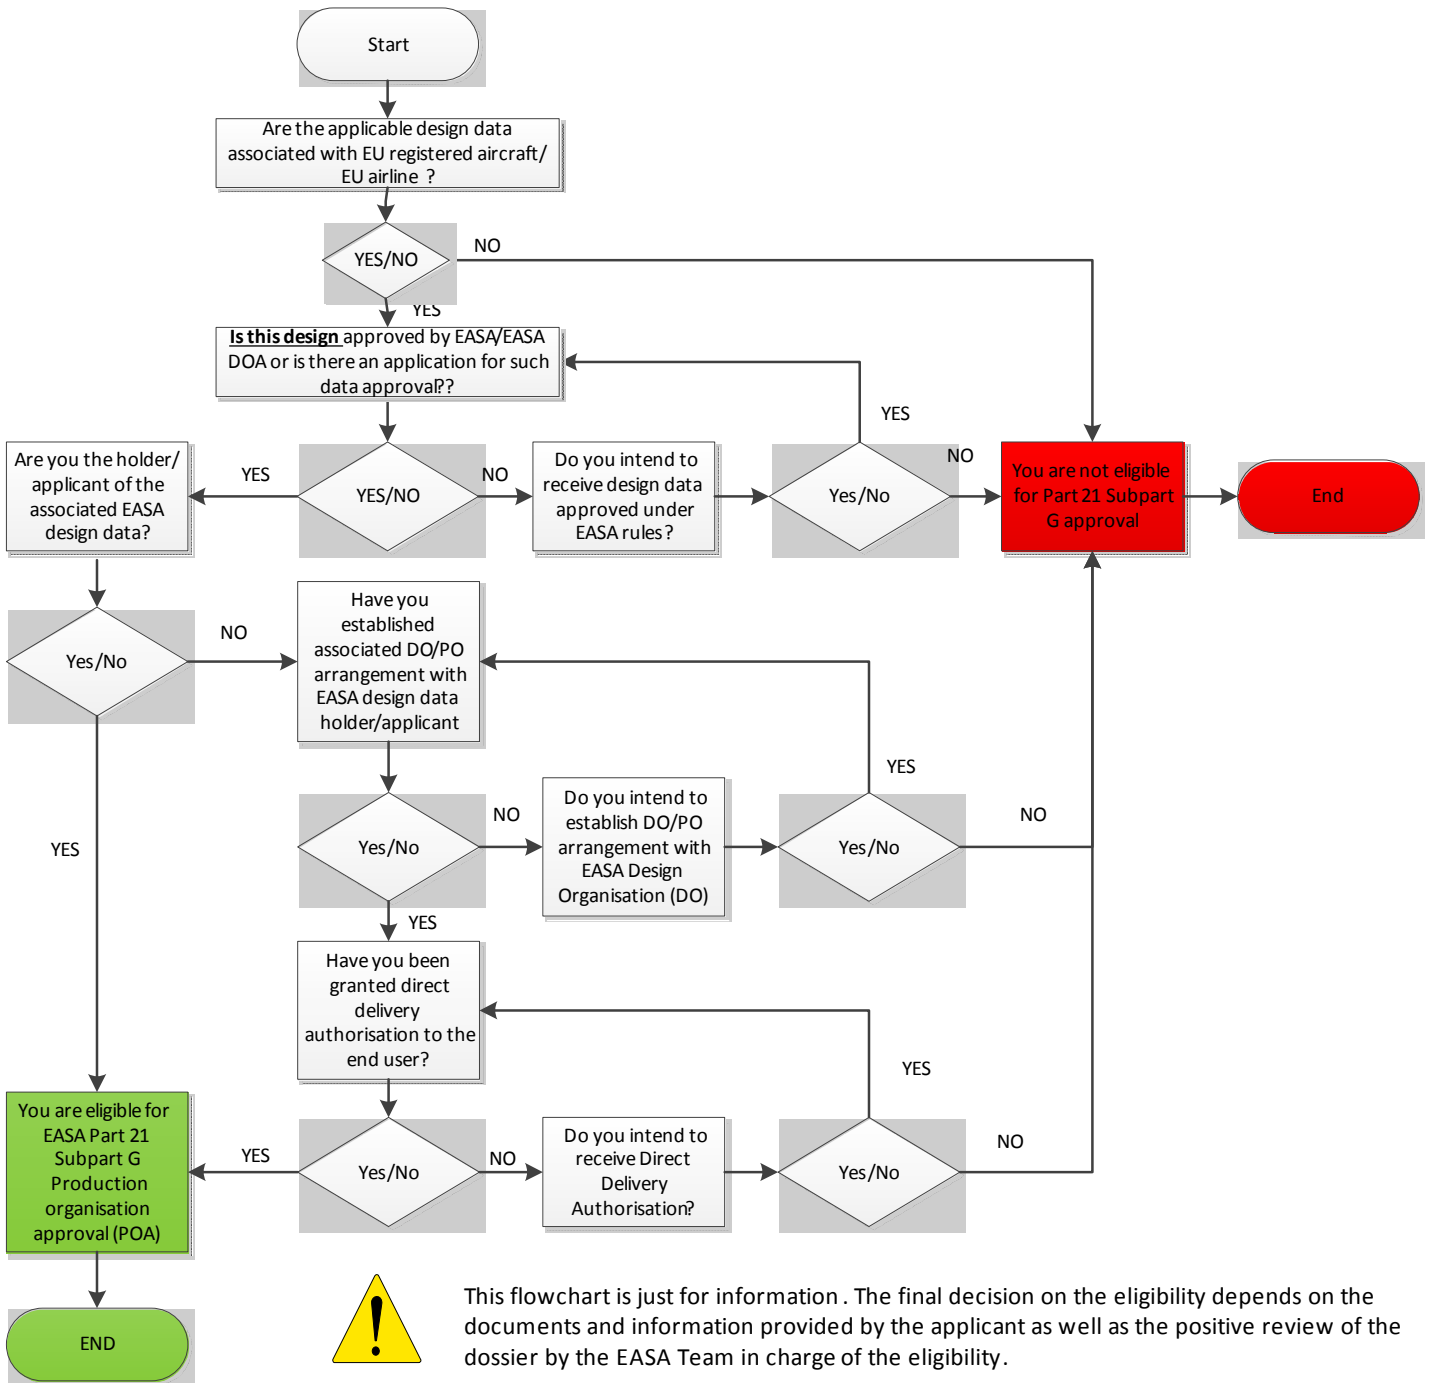 Start
Are the applicable design data
associated with EU registered aircraft/
EU airline ?
YES/NO
NO
YES
Is this design approved by EASA/EASA
DOA or is there an application for such
data approval??
YES
Are you the holder/
applicant of the
associated EASA
design data?
YES
YES/NO
NO
Do you intend to
receive design data
approved under
EASA rules?
Yes/No
NO
You are not eligible
for Part 21 Subpart
G approval
End
Yes/No
NO
Have you
established
associated DO/PO
arrangement with
EASA design data
holder/applicant
YES
YES
Yes/No
NO
Do you intend to
establish DO/PO
arrangement with
EASA Design
Organisation (DO)
Yes/No
NO
YES
Have you been
granted direct
delivery
authorisation to the
end user?
YES
You are eligible for
EASA Part 21
Subpart G
Production
organisation
approval (POA)
YES
Yes/No
NO
Do you intend to
receive Direct
Delivery
Authorisation?
Yes/No
NO
END
This flowchart is just for information. The final decision on the eligibility depends on the
documents and information provided by the applicant as well as the positive review of the
dossier by the EASA Team in charge of the eligibility.